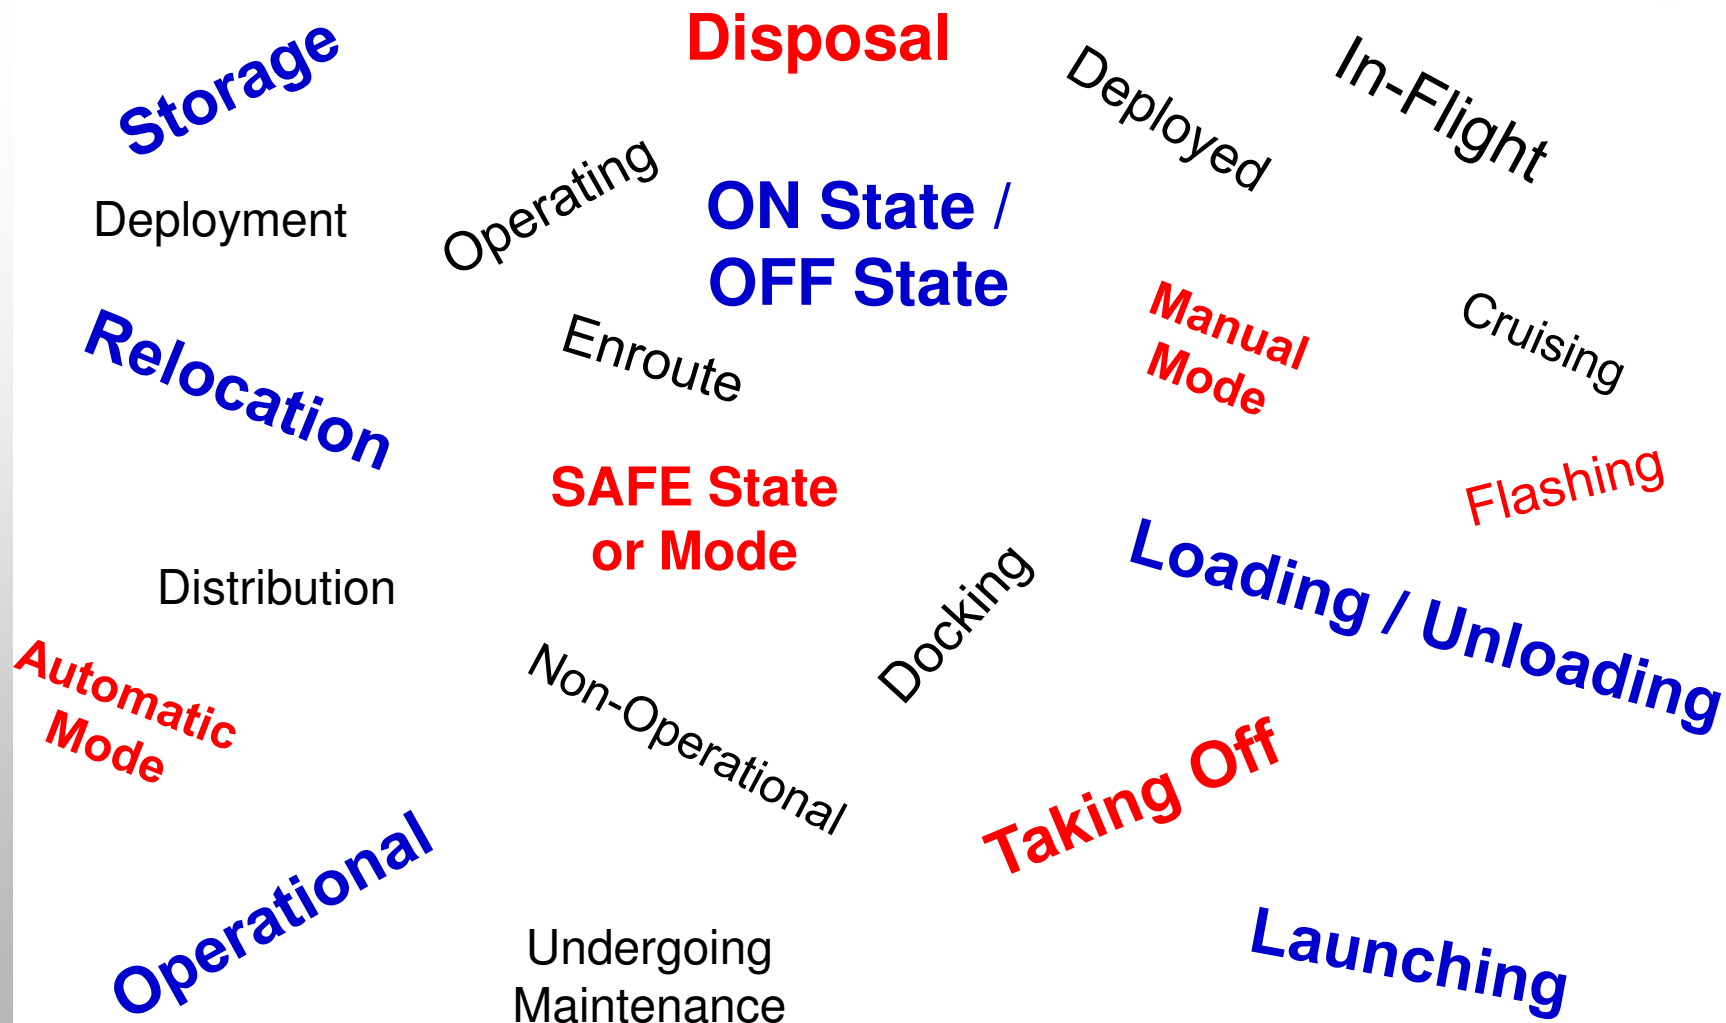 Disposal
Storage
Deployed
In-Flight
Operating
Deployment
ON State /
OFF State
Relocation
Enroute
Manual
Mode
Cruising
SAFE State
or Mode
Flashing
Distribution
Docking
Loading / Unloading
Automatic
Mode
Non-Operational
Taking Off
Operational
Undergoing
Maintenance
Launching